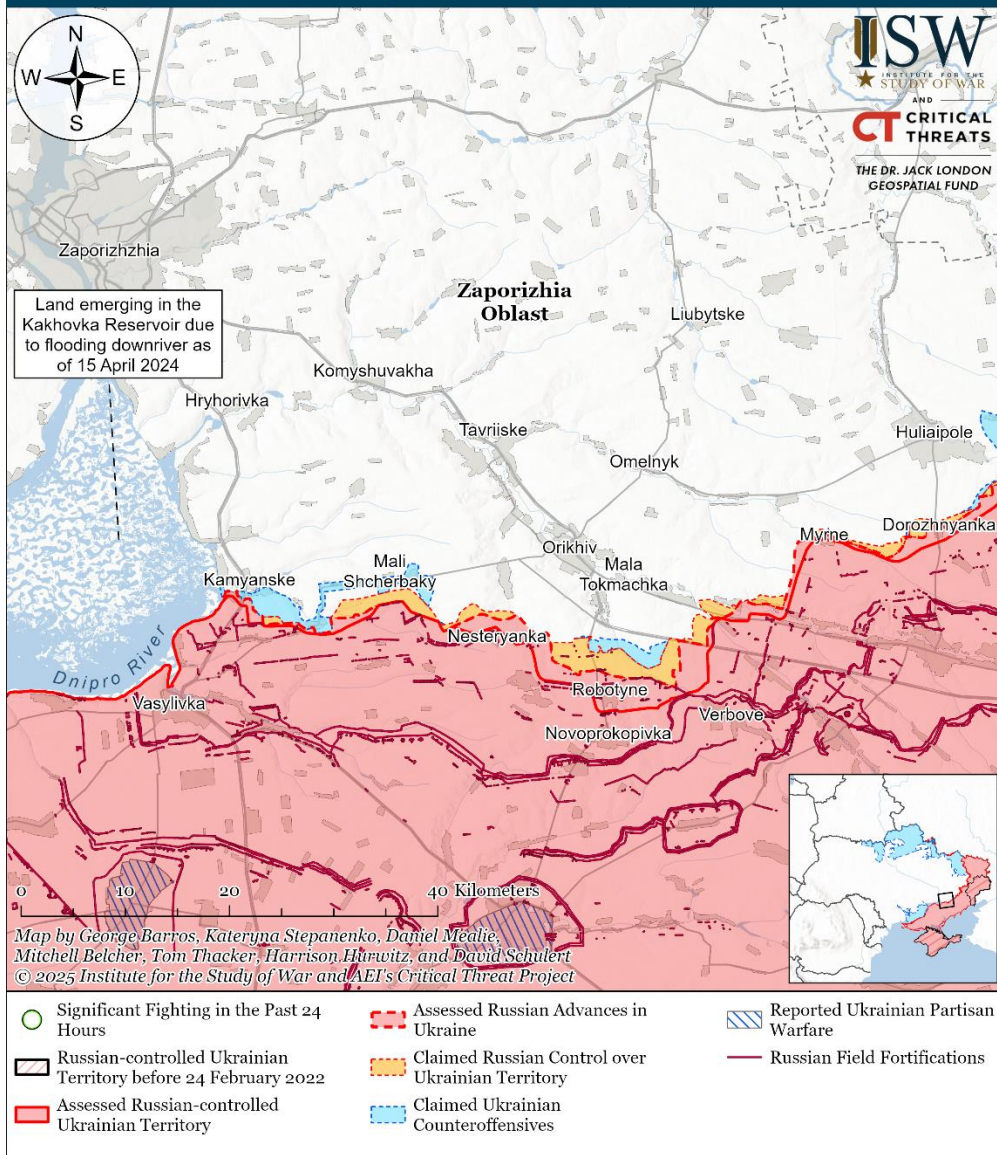 N
W
E
S
ISW
INSTITUTE FOR THE
STUDY OF WAR
AND
CT CRITICAL
THREATS
THE DR. JACK LONDON
GEOSPATIAL FUND
Zaporizhzhia
Land emerging in the
Kakhovka Reservoir due
to flooding downriver as
of 15 April 2024
Zaporizhia
Oblast
Liubytske
Komyshuvakha
Hryhorivka
Tavriiske
Huliaipole
Omelnyk
Orikhiv
Myrne
Dorozhnyanka
Mali
Shcherbaky
Mala
Tokmachka
Kamyanske
Nesteryanka
Dnipro River
Robotyne
Vasylivka
Verbove
Novoprokopivka
0 10 20 40 Kilometers
Map by George Barros, Kateryna Stepanenko, Daniel Mealie,
Mitchell Belcher, Tom Thacker, Harrison Hurwitz, and David Schulert
© 2025 Institute for the Study of War and AEI's Critical Threat Project
Significant Fighting in the Past 24
Hours
Russian-controlled Ukrainian
Territory before 24 February 2022
Assessed Russian-controlled
Ukrainian Territory
Assessed Russian Advances in
Ukraine
Claimed Russian Control over
Ukrainian Territory
Claimed Ukrainian
Counteroffensives
Reported Ukrainian Partisan
Warfare
Russian Field Fortifications